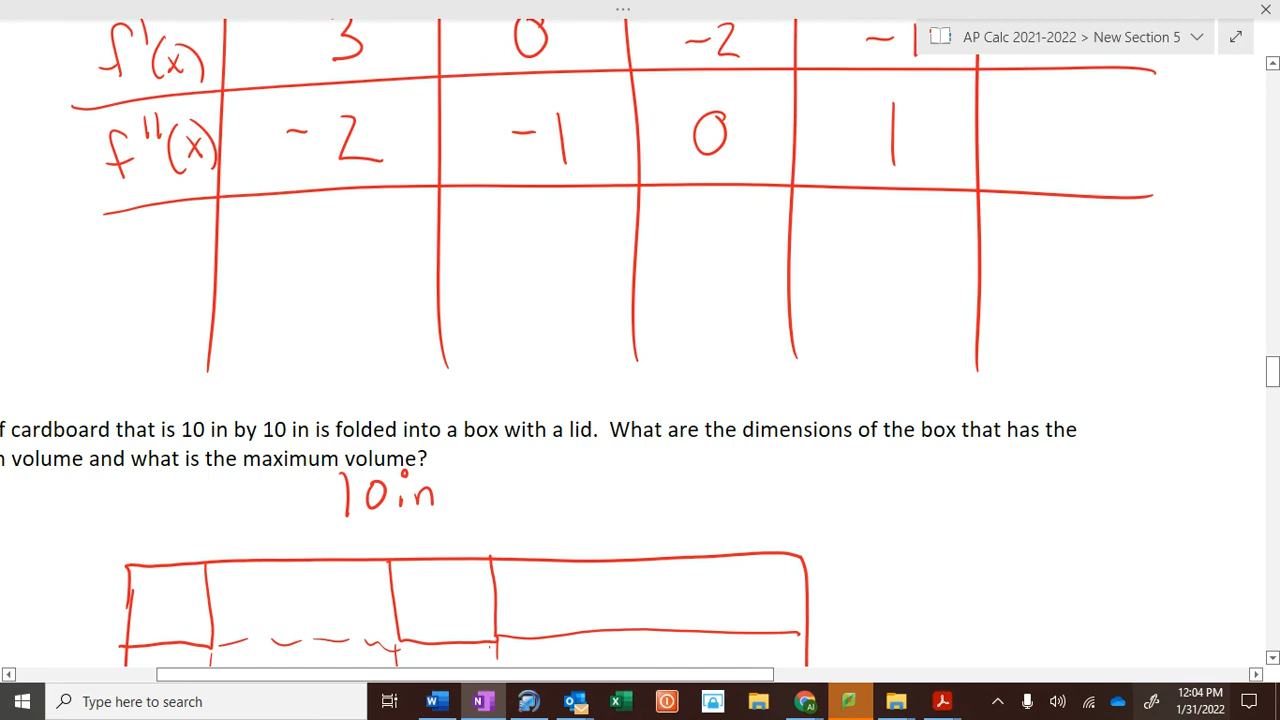 AP Calc 2021-2022 > New Section 5
f'(x) 3 0 -2 -1
f''(x) -2 -1 0 1
f cardboard that is 10 in by 10 in is folded into a box with a lid. What are the dimensions of the box that has the
volume and what is the maximum volume?
10in
Type here to search
12:04 PM
1/31/2022